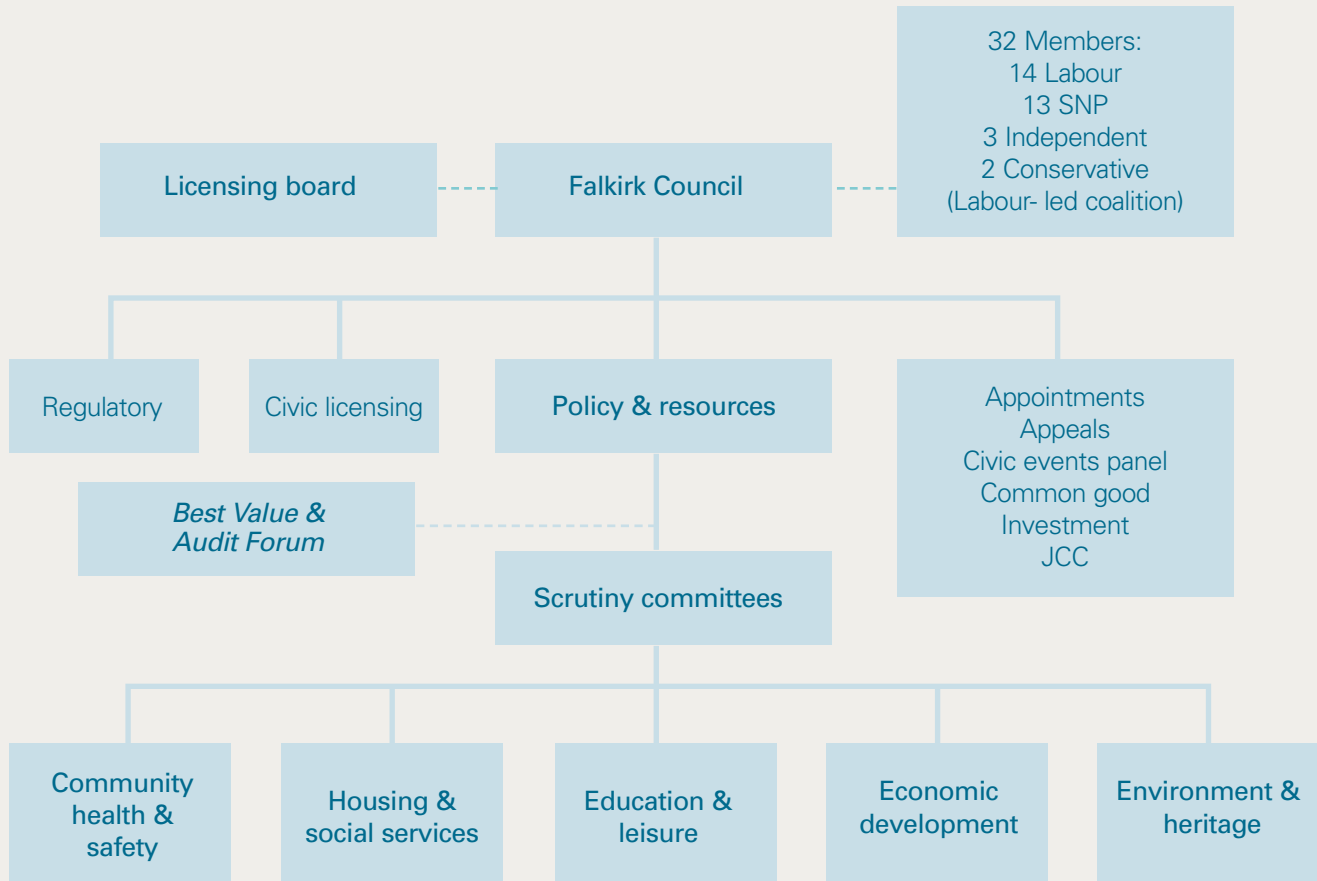 32 Members:
14 Labour
13 SNP
3 Independent
2 Conservative
(Labour- led coalition)
Licensing board
Falkirk Council
Regulatory
Civic licensing
Policy & resources
Appointments
Appeals
Civic events panel
Common good
Investment
JCC
Best Value &
Audit Forum
Scrutiny committees
Community
health &
safety
Housing &
social services
Education &
leisure
Economic
development
Environment &
heritage